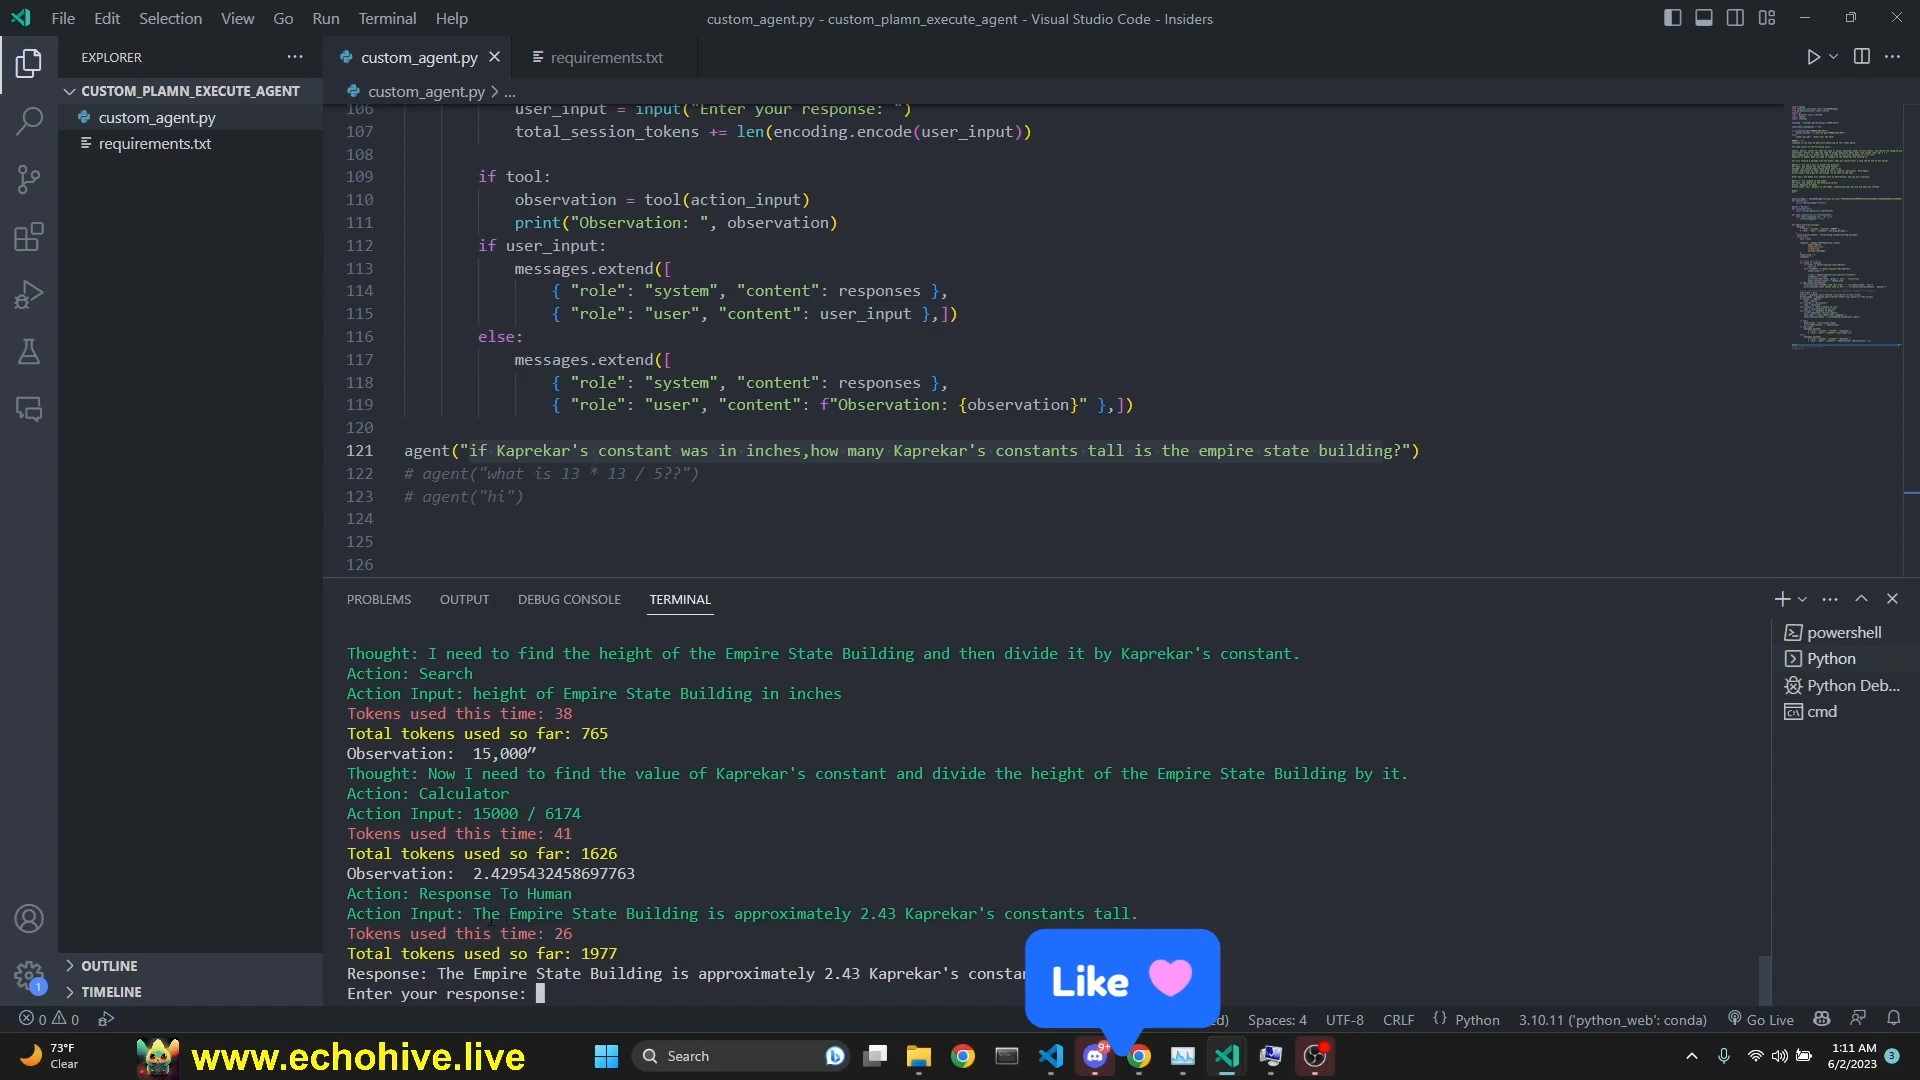 File Edit Selection View Go Run Terminal Help
custom_agent.py - custom_plamn_execute_agent - Visual Studio Code - Insiders
EXPLORER
custom_agent.py
requirements.txt
CUSTOM_PLAMN_EXECUTE_AGENT
custom_agent.py
requirements.txt
custom_agent.py > ...
106 user_input = input("Enter your response: ")
107 total_session_tokens += len(encoding.encode(user_input))
108
109 if tool:
110 observation = tool(action_input)
111 print("Observation: ", observation)
112 if user_input:
113 messages.extend([
114 { "role": "system", "content": responses },
115 { "role": "user", "content": user_input },])
116 else:
117 messages.extend([
118 { "role": "system", "content": responses },
119 { "role": "user", "content": f"Observation: {observation}" },])
120
121 agent("if Kaprekar's constant was in inches,how many Kaprekar's constants tall is the empire state building?")
122 # agent("what is 13 * 13 / 5??")
123 # agent("hi")
124
125
126
PROBLEMS OUTPUT DEBUG CONSOLE TERMINAL
Thought: I need to find the height of the Empire State Building and then divide it by Kaprekar's constant.
Action: Search
Action Input: height of Empire State Building in inches
Tokens used this time: 38
Total tokens used so far: 765
Observation:  15,000”
Thought: Now I need to find the value of Kaprekar's constant and divide the height of the Empire State Building by it.
Action: Calculator
Action Input: 15000 / 6174
Tokens used this time: 41
Total tokens used so far: 1626
Observation:  2.4295432458697763
Action: Response To Human
Action Input: The Empire State Building is approximately 2.43 Kaprekar's constants tall.
Tokens used this time: 26
Total tokens used so far: 1977
Response: The Empire State Building is approximately 2.43 Kaprekar's constan
Enter your response:
powershell
Python
Python Deb...
cmd
Like
OUTLINE
TIMELINE
1
0 0
Spaces: 4 UTF-8 CRLF {} Python 3.10.11 ('python_web': conda) Go Live
73°F
Clear
www.echohive.live
Search
9+
1:11 AM
6/2/2023
3